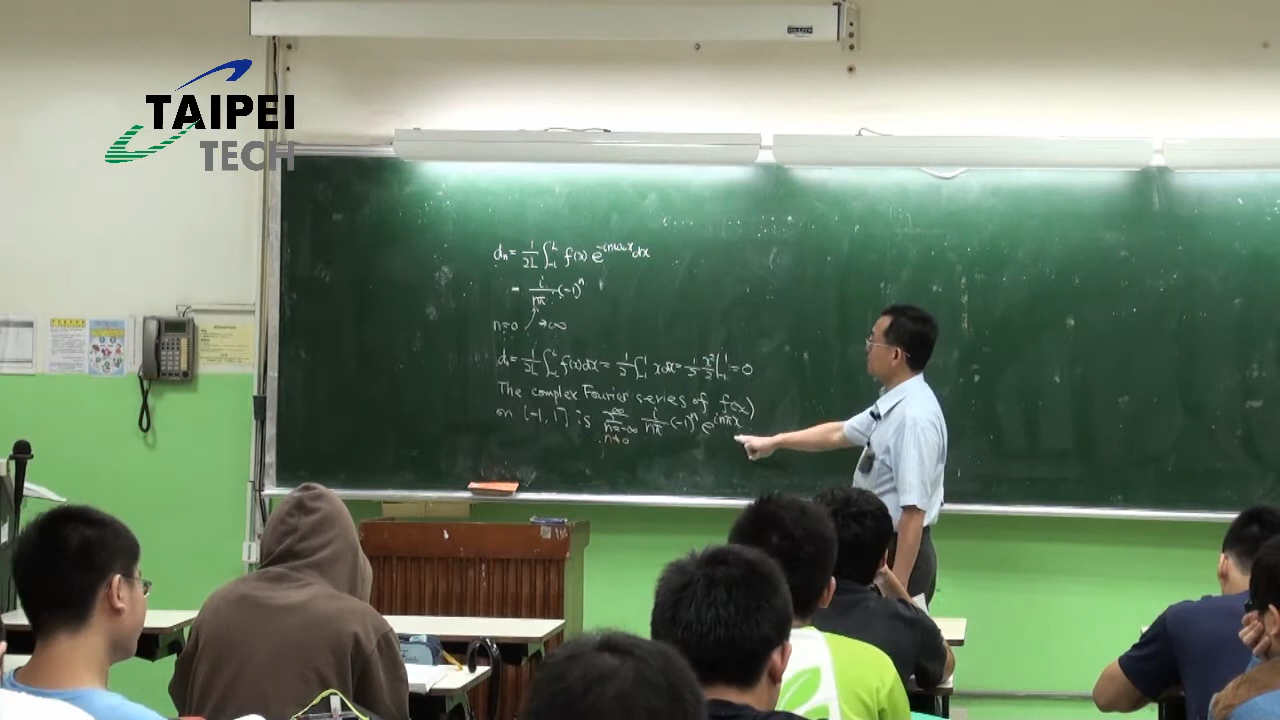 TAIPEI
TECH
dₙ = 1/2L ∫₋L^L f(x) e^(-inω₀x) dx
= i/nπ · (-1)ⁿ
n=0 → ∞
d₀ = 1/2L ∫₋L^L f(x)dx = 1/2 ∫₋₁^1 x dx = 1/2 x²/2 |₋₁^1 = 0
The complex Fourier series of f(x)
on [-1, 1] is Σ_(n=-∞, n≠0)^∞ i/nπ (-1)ⁿ e^(inπx)